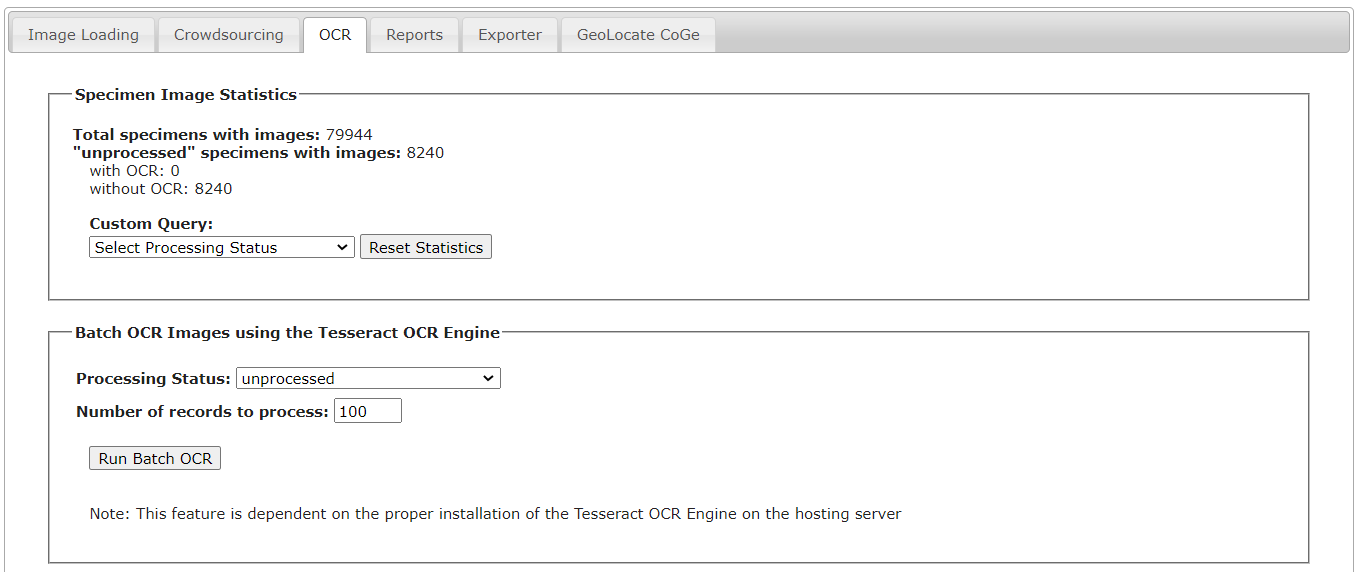 Image Loading Crowdsourcing OCR Reports Exporter GeoLocate CoGe
Specimen Image Statistics
Total specimens with images: 79944
"unprocessed" specimens with images: 8240
with OCR: 0
without OCR: 8240
Custom Query:
Select Processing Status Reset Statistics
Batch OCR Images using the Tesseract OCR Engine
Processing Status: unprocessed
Number of records to process: 100
Run Batch OCR
Note: This feature is dependent on the proper installation of the Tesseract OCR Engine on the hosting server